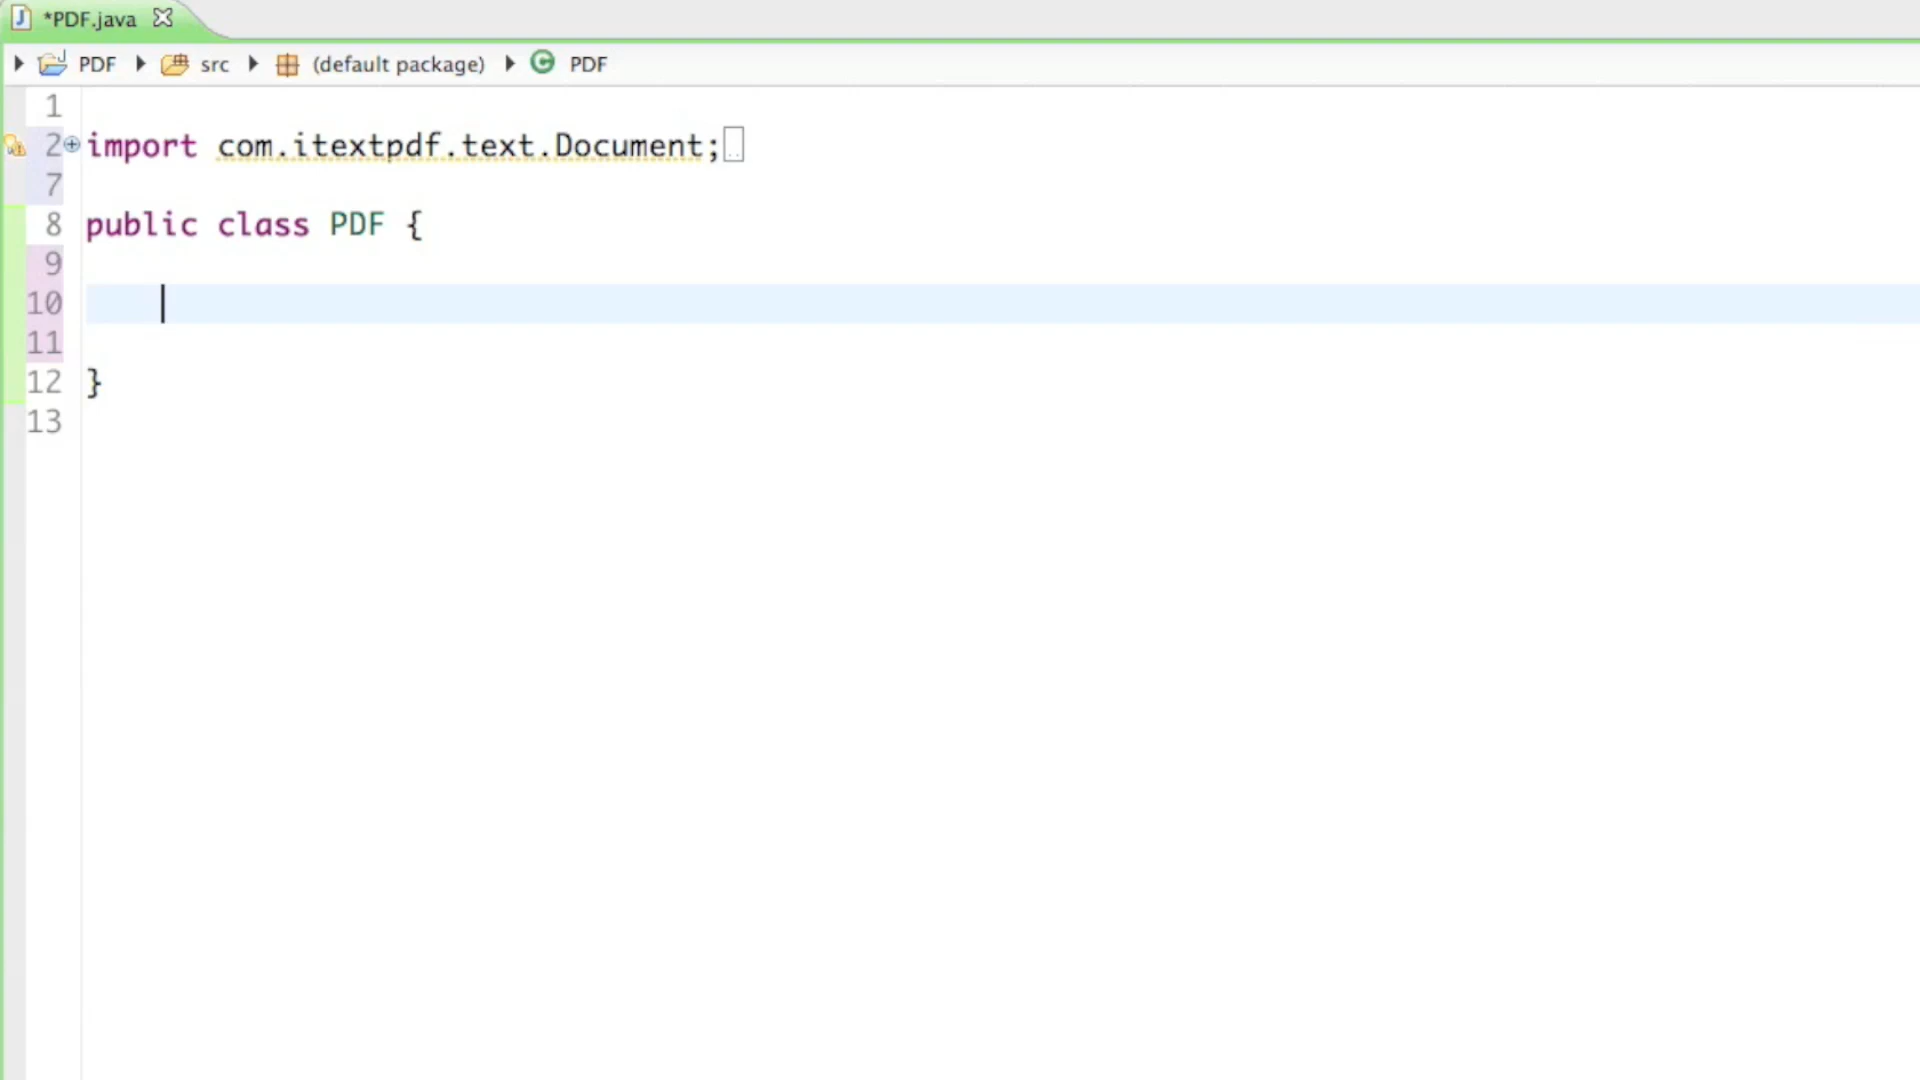 *PDF.java
PDF src (default package) PDF
1
2 import com.itextpdf.text.Document;
7
8 public class PDF {
9
10
11
12 }
13